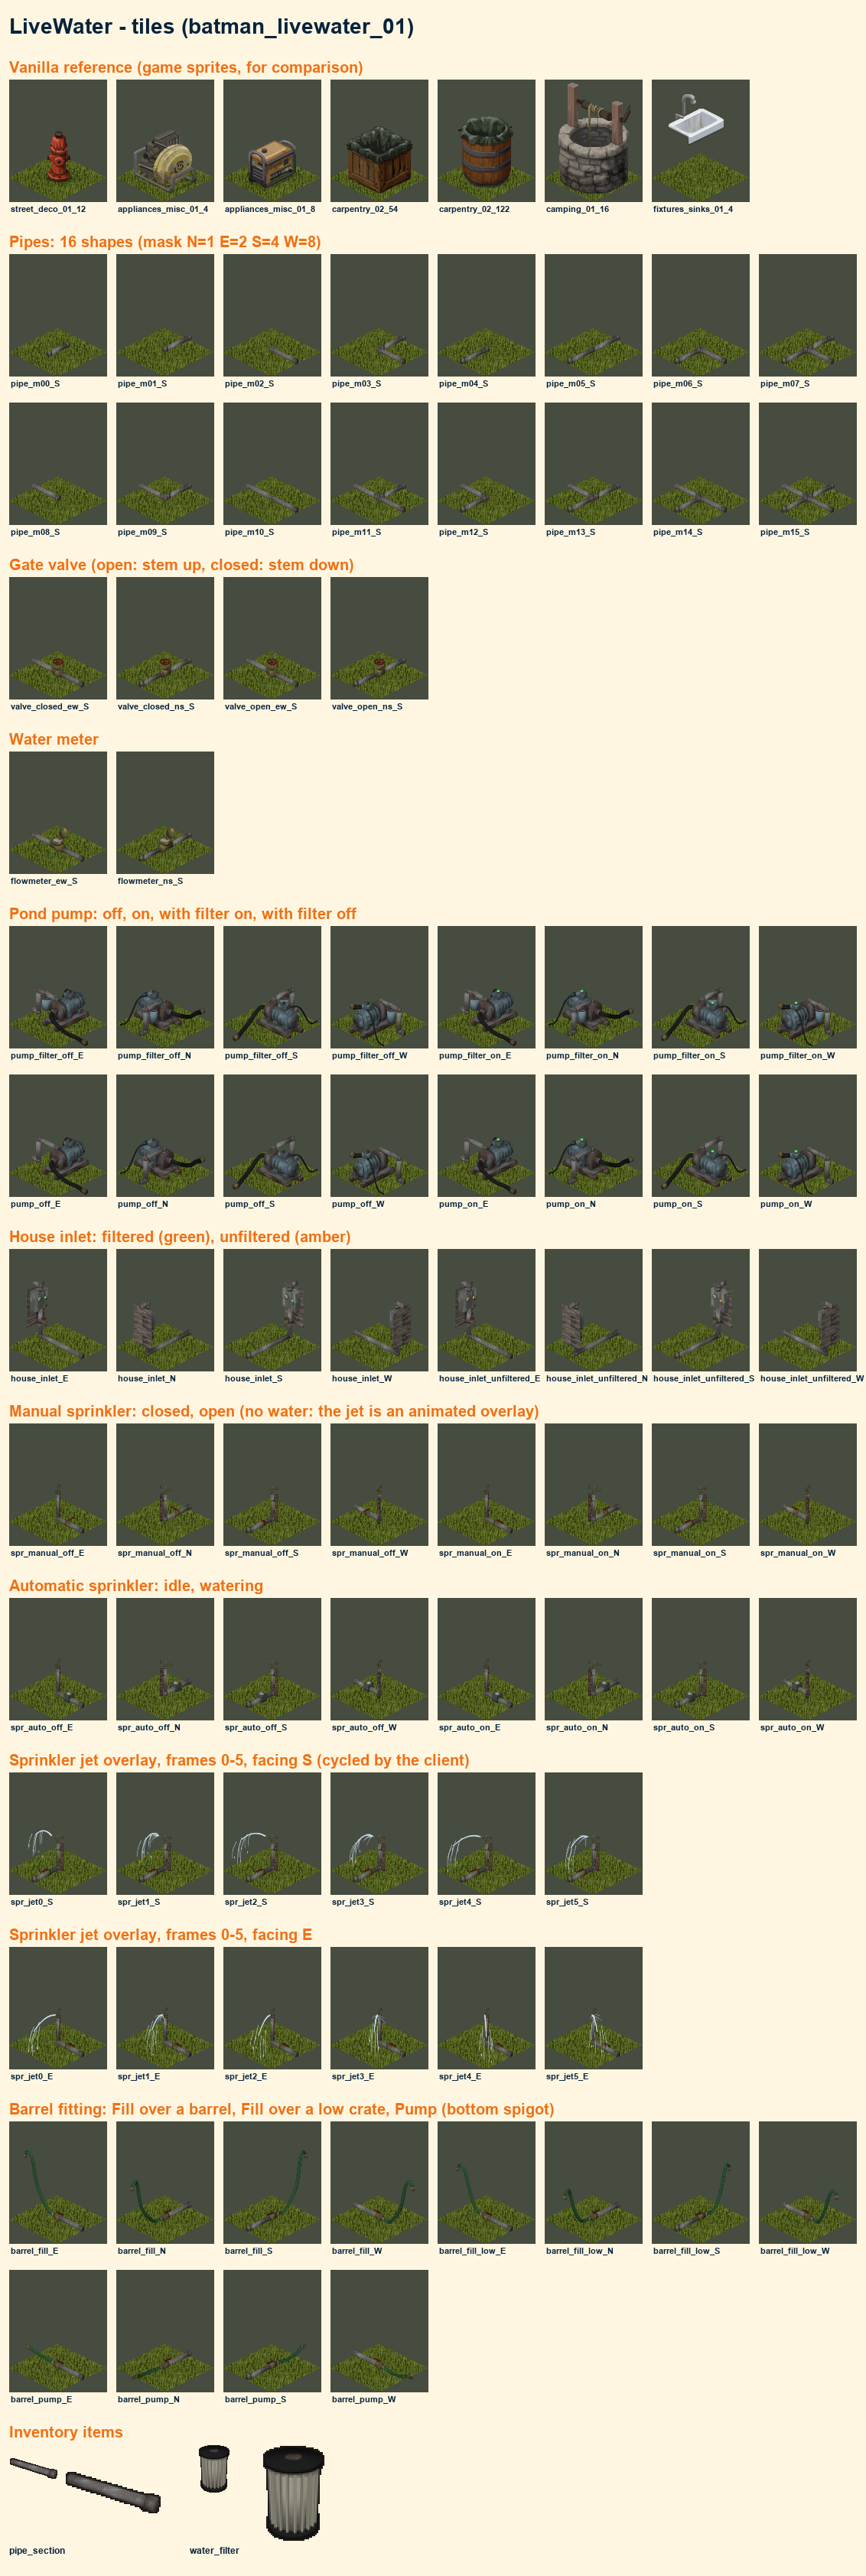 LiveWater - tiles (batman_livewater_01)
Vanilla reference (game sprites, for comparison)
street_deco_01_12 appliances_misc_01_4 appliances_misc_01_8 carpentry_02_54 carpentry_02_122 camping_01_16 fixtures_sinks_01_4
Pipes: 16 shapes (mask N=1 E=2 S=4 W=8)
pipe_m00_S pipe_m01_S pipe_m02_S pipe_m03_S pipe_m04_S pipe_m05_S pipe_m06_S pipe_m07_S
pipe_m08_S pipe_m09_S pipe_m10_S pipe_m11_S pipe_m12_S pipe_m13_S pipe_m14_S pipe_m15_S
Gate valve (open: stem up, closed: stem down)
valve_closed_ew_S valve_closed_ns_S valve_open_ew_S valve_open_ns_S
Water meter
flowmeter_ew_S flowmeter_ns_S
Pond pump: off, on, with filter on, with filter off
pump_filter_off_E pump_filter_off_N pump_filter_off_S pump_filter_off_W pump_filter_on_E pump_filter_on_N pump_filter_on_S pump_filter_on_W
pump_off_E pump_off_N pump_off_S pump_off_W pump_on_E pump_on_N pump_on_S pump_on_W
House inlet: filtered (green), unfiltered (amber)
house_inlet_E house_inlet_N house_inlet_S house_inlet_W house_inlet_unfiltered_E house_inlet_unfiltered_N house_inlet_unfiltered_S house_inlet_unfiltered_W
Manual sprinkler: closed, open (no water: the jet is an animated overlay)
spr_manual_off_E spr_manual_off_N spr_manual_off_S spr_manual_off_W spr_manual_on_E spr_manual_on_N spr_manual_on_S spr_manual_on_W
Automatic sprinkler: idle, watering
spr_auto_off_E spr_auto_off_N spr_auto_off_S spr_auto_off_W spr_auto_on_E spr_auto_on_N spr_auto_on_S spr_auto_on_W
Sprinkler jet overlay, frames 0-5, facing S (cycled by the client)
spr_jet0_S spr_jet1_S spr_jet2_S spr_jet3_S spr_jet4_S spr_jet5_S
Sprinkler jet overlay, frames 0-5, facing E
spr_jet0_E spr_jet1_E spr_jet2_E spr_jet3_E spr_jet4_E spr_jet5_E
Barrel fitting: Fill over a barrel, Fill over a low crate, Pump (bottom spigot)
barrel_fill_E barrel_fill_N barrel_fill_S barrel_fill_W barrel_fill_low_E barrel_fill_low_N barrel_fill_low_S barrel_fill_low_W
barrel_pump_E barrel_pump_N barrel_pump_S barrel_pump_W
Inventory items
pipe_section water_filter